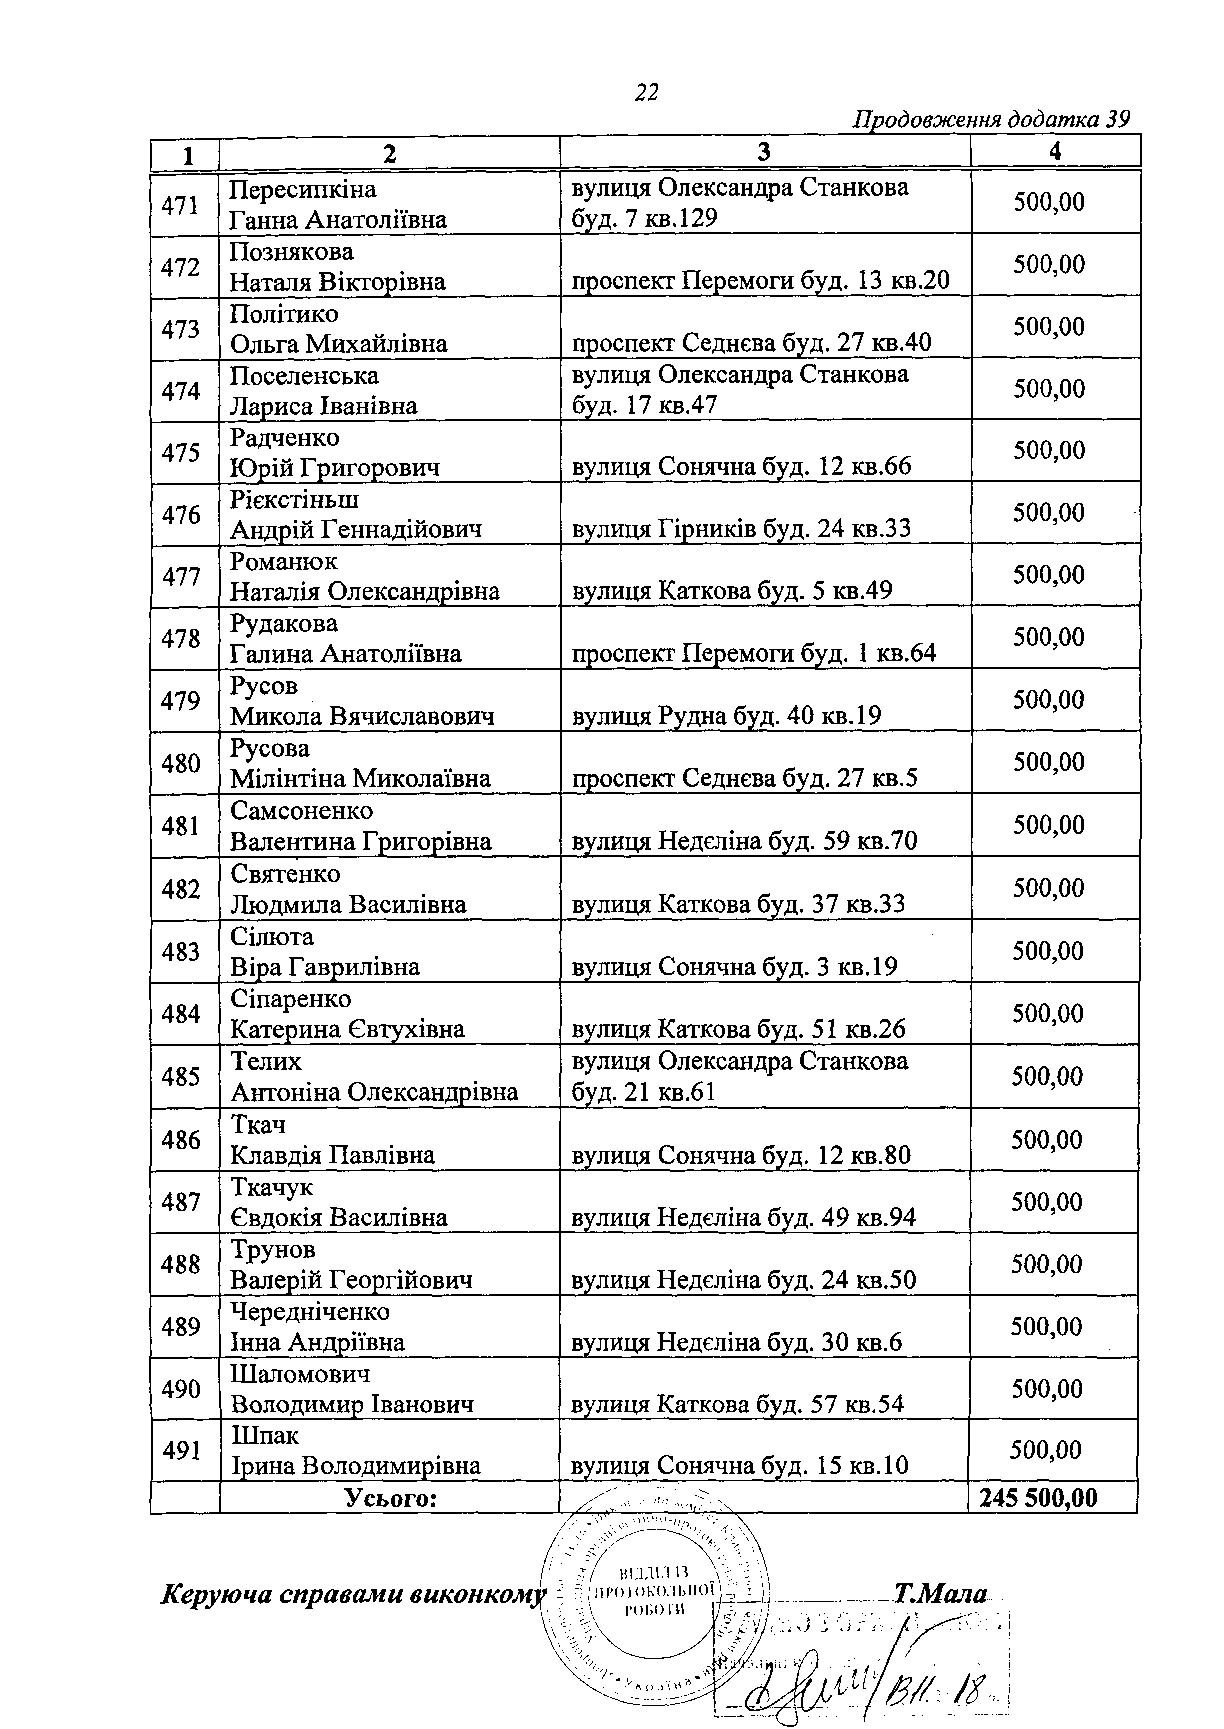 22
Продовження додатка 39
1 2 3 4
471 Пересипкіна Ганна Анатоліївна вулиця Олександра Станкова буд. 7 кв.129 500,00
472 Познякова Наталя Вікторівна проспект Перемоги буд. 13 кв.20 500,00
473 Політико Ольга Михайлівна проспект Седнєва буд. 27 кв.40 500,00
474 Поселенська Лариса Іванівна вулиця Олександра Станкова буд. 17 кв.47 500,00
475 Радченко Юрій Григорович вулиця Сонячна буд. 12 кв.66 500,00
476 Рієкстіньш Андрій Геннадійович вулиця Гірників буд. 24 кв.33 500,00
477 Романюк Наталія Олександрівна вулиця Каткова буд. 5 кв.49 500,00
478 Рудакова Галина Анатоліївна проспект Перемоги буд. 1 кв.64 500,00
479 Русов Микола Вячиславович вулиця Рудна буд. 40 кв.19 500,00
480 Русова Мілінтіна Миколаївна проспект Седнєва буд. 27 кв.5 500,00
481 Самсоненко Валентина Григорівна вулиця Недєліна буд. 59 кв.70 500,00
482 Святенко Людмила Василівна вулиця Каткова буд. 37 кв.33 500,00
483 Сілюта Віра Гаврилівна вулиця Сонячна буд. 3 кв.19 500,00
484 Сіпаренко Катерина Євтухівна вулиця Каткова буд. 51 кв.26 500,00
485 Телих Антоніна Олександрівна вулиця Олександра Станкова буд. 21 кв.61 500,00
486 Ткач Клавдія Павлівна вулиця Сонячна буд. 12 кв.80 500,00
487 Ткачук Євдокія Василівна вулиця Недєліна буд. 49 кв.94 500,00
488 Трунов Валерій Георгійович вулиця Недєліна буд. 24 кв.50 500,00
489 Чередніченко Інна Андріївна вулиця Недєліна буд. 30 кв.6 500,00
490 Шаломович Володимир Іванович вулиця Каткова буд. 57 кв.54 500,00
491 Шпак Ірина Володимирівна вулиця Сонячна буд. 15 кв.10 500,00
Усього: 245 500,00
Керуюча справами виконкому Т.Мала
ВІДДІЛ ІЗ
ПРОТОКОЛЬНОЇ
РОБОТИ
Україна